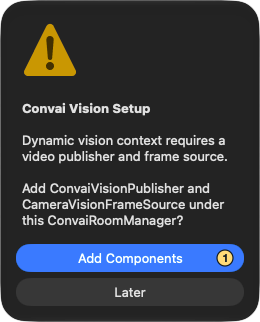 Convai Vision Setup
Dynamic vision context requires a
video publisher and frame source.
Add ConvaiVisionPublisher and
CameraVisionFrameSource under
this ConvaiRoomManager?
Add Components 1
Later